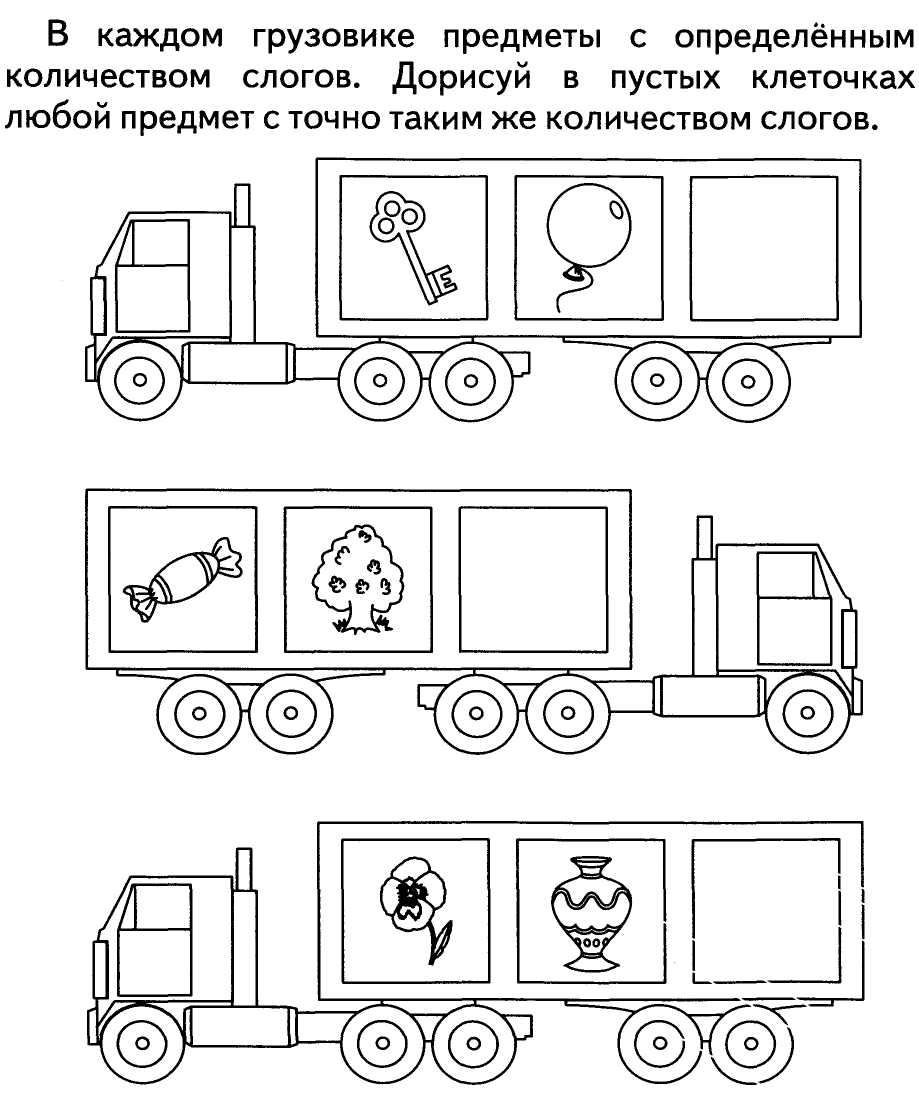 В каждом грузовике предметы с определённым
количеством слогов. Дорисуй в пустых клеточках
любой предмет с точно таким же количеством слогов.